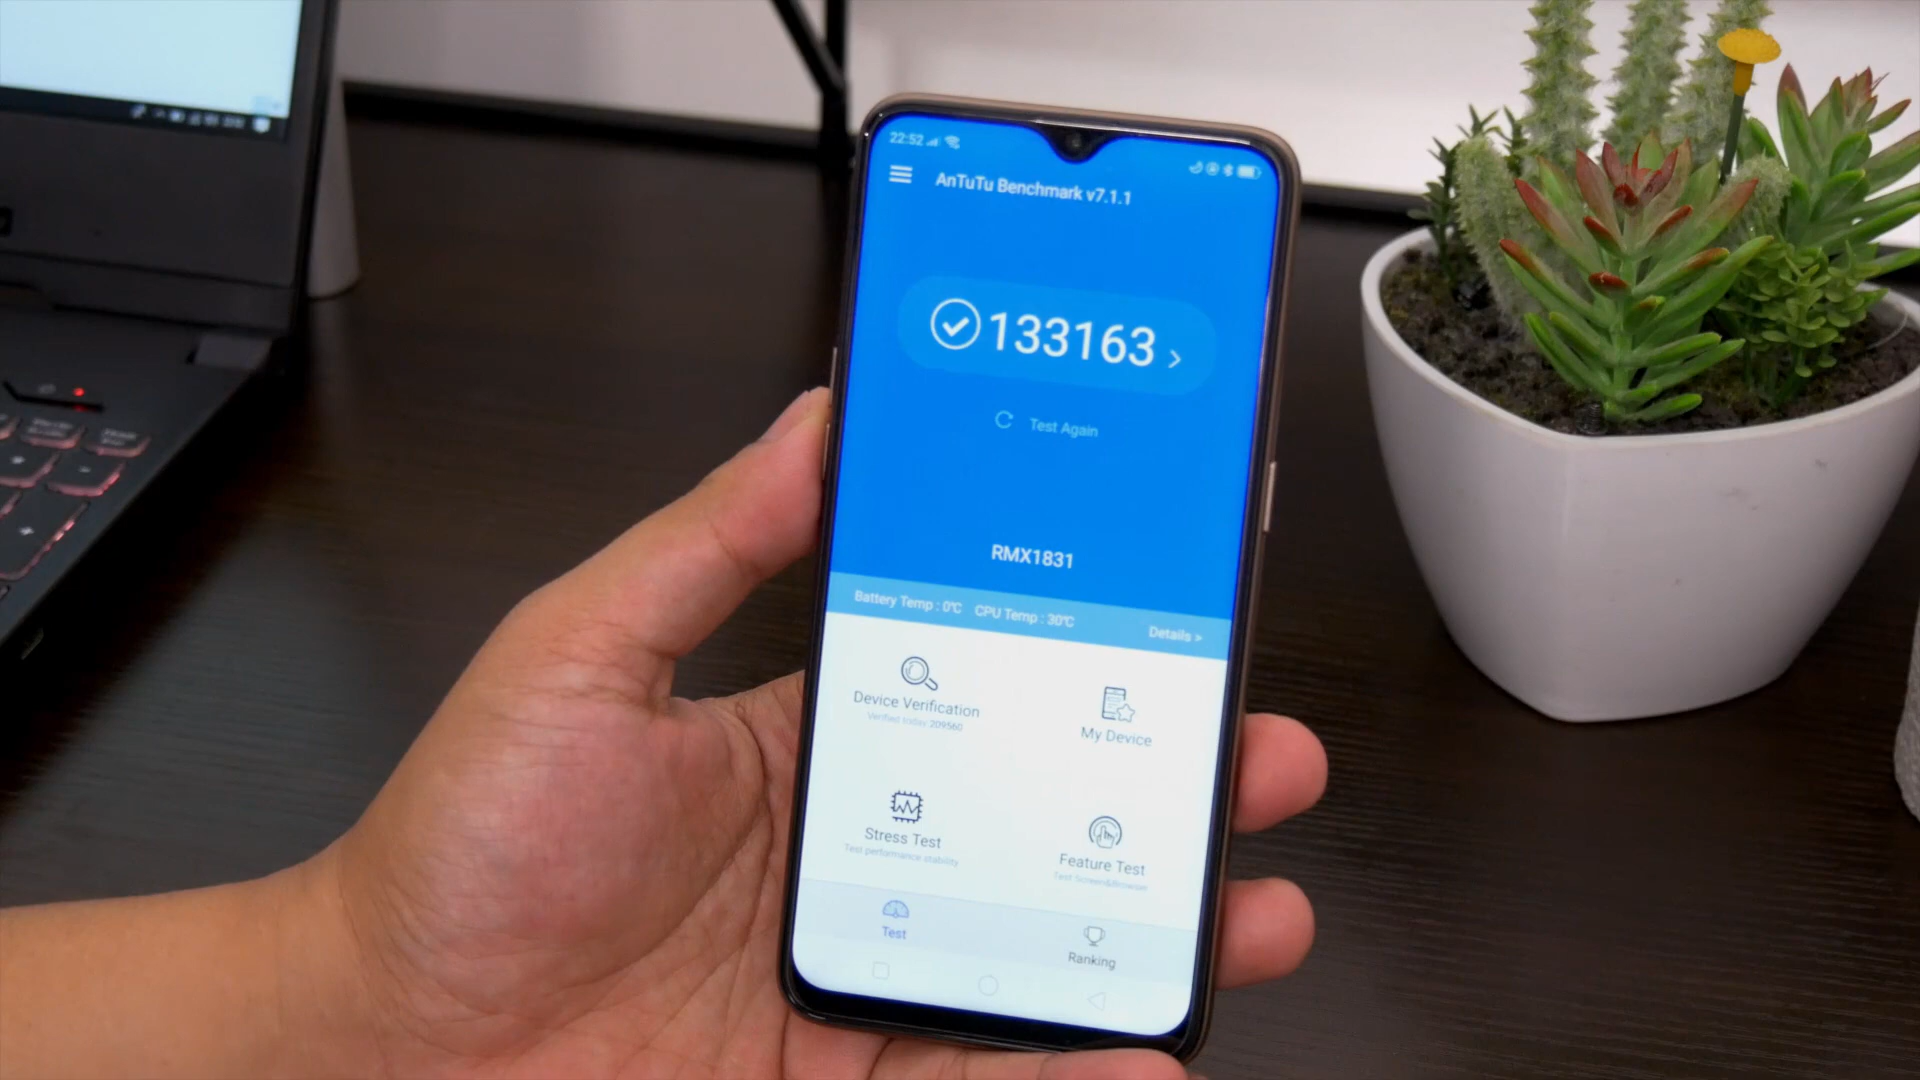 22:52
AnTuTu Benchmark v7.1.1
133163
Test Again
RMX1831
Battery Temp : 0℃ CPU Temp : 30℃ Details >
Device Verification
Verified today 209560
My Device
Stress Test
Test performance stability
Feature Test
Test Screen&Browser
Test
Ranking